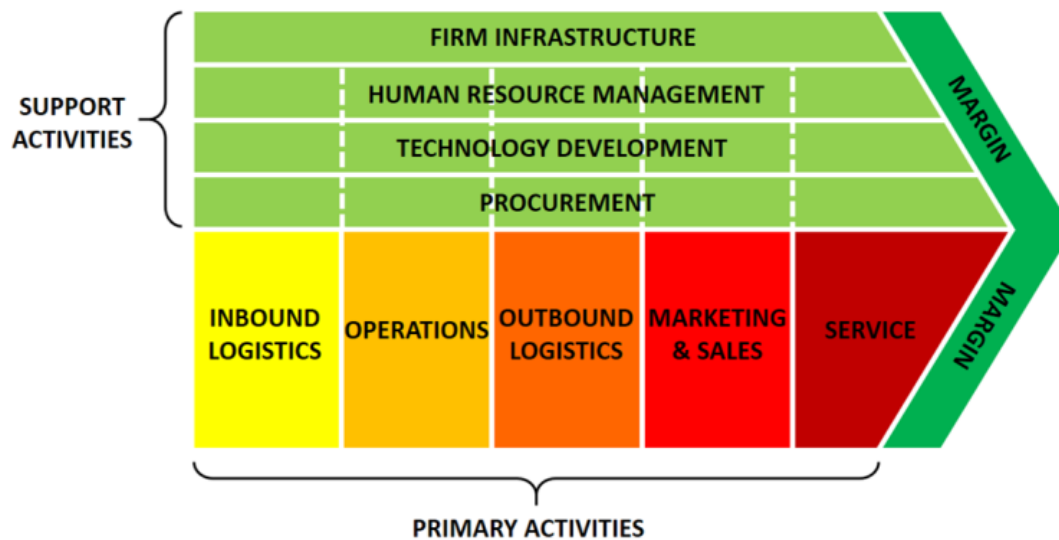 FIRM INFRASTRUCTURE
HUMAN RESOURCE MANAGEMENT
TECHNOLOGY DEVELOPMENT
PROCUREMENT
SUPPORT
ACTIVITIES
MARGIN
INBOUND
LOGISTICS
OPERATIONS
OUTBOUND
LOGISTICS
MARKETING
& SALES
SERVICE
MARGIN
PRIMARY ACTIVITIES